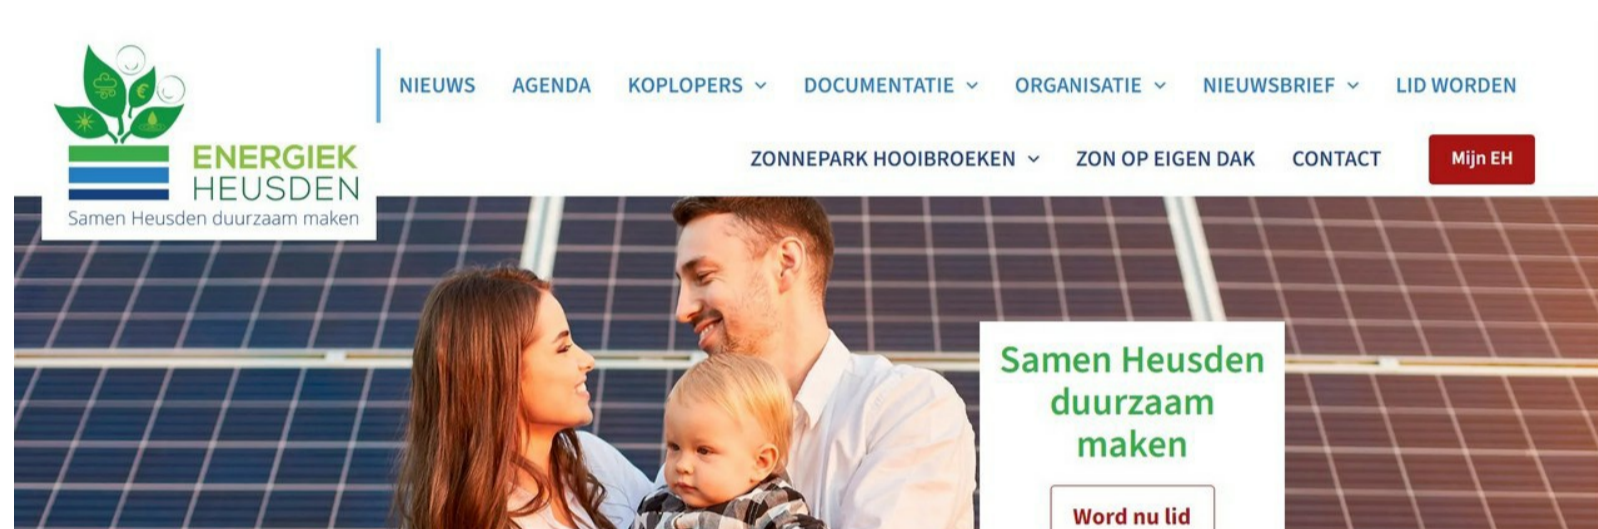 NIEUWS AGENDA KOPLOPERS DOCUMENTATIE ORGANISATIE NIEUWSBRIEF LID WORDEN
ZONNEPARK HOOIBROEKEN ZON OP EIGEN DAK CONTACT Mijn EH
€
ENERGIEK
HEUSDEN
Samen Heusden duurzaam maken
Samen Heusden
duurzaam
maken
Word nu lid